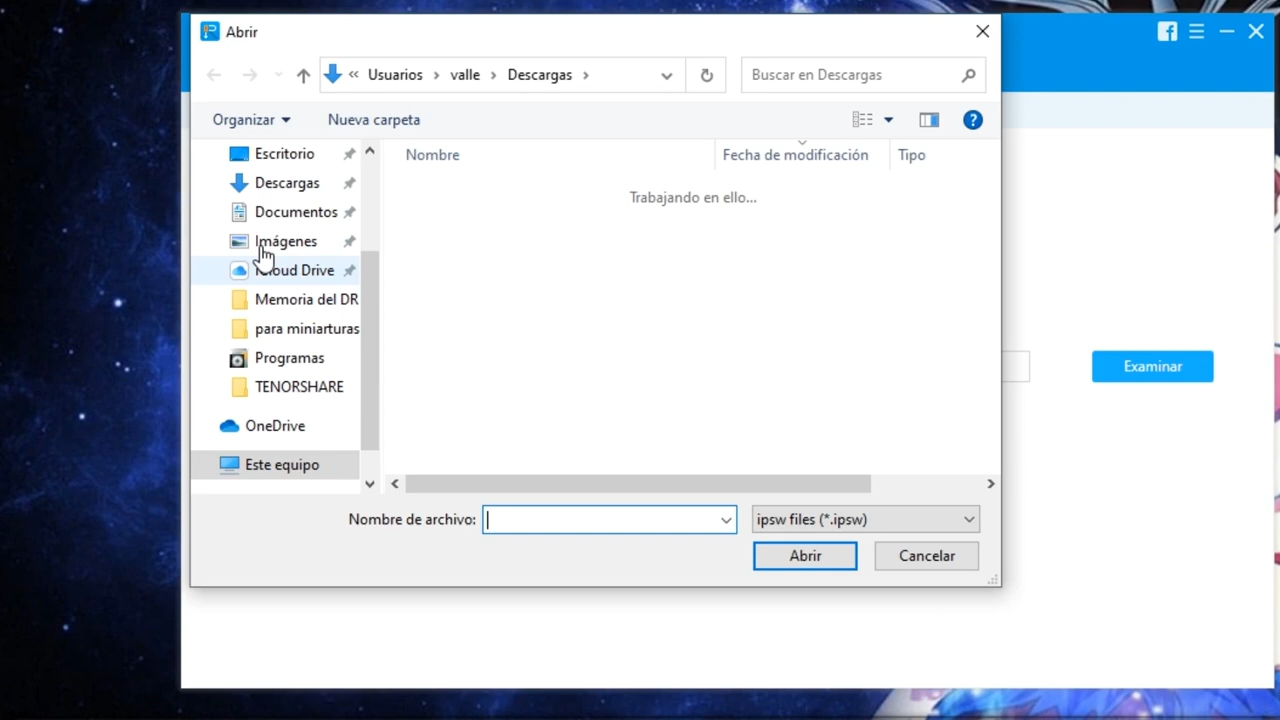 Abrir
« Usuarios › valle › Descargas ›
Buscar en Descargas
Organizar
Nueva carpeta
?
Escritorio
Descargas
Documentos
Imágenes
iCloud Drive
Memoria del DR
para miniarturas
Programas
TENORSHARE
OneDrive
Este equipo
Nombre
Fecha de modificación
Tipo
Trabajando en ello...
Examinar
Nombre de archivo:
ipsw files (*.ipsw)
Abrir
Cancelar